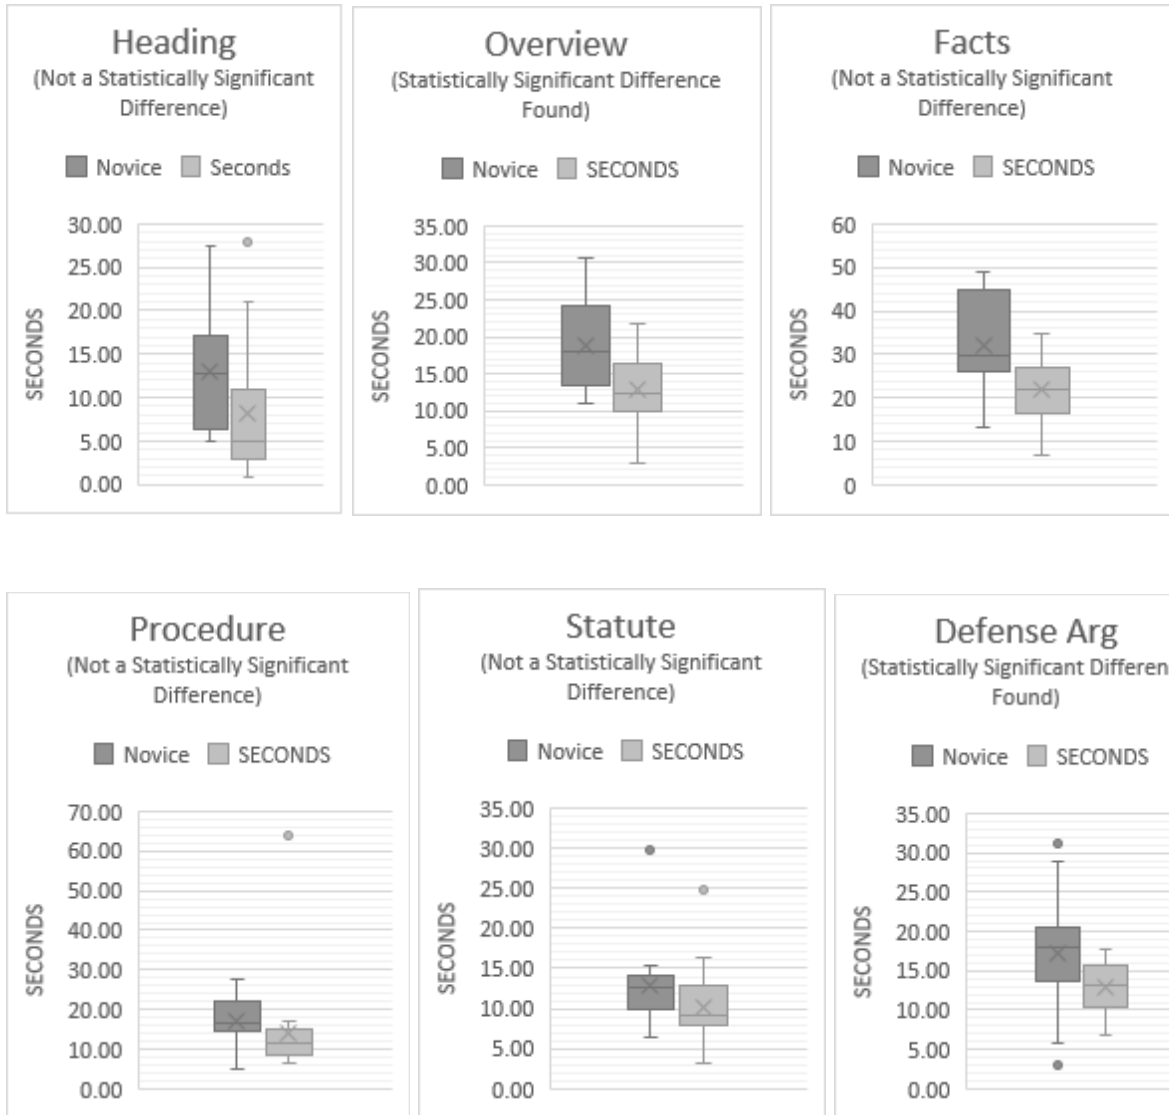 Heading
(Not a Statistically Significant
Difference)
Novice Seconds
30.00
25.00
20.00
15.00
10.00
5.00
0.00
SECONDS
Overview
(Statistically Significant Difference
Found)
Novice SECONDS
35.00
30.00
25.00
20.00
15.00
10.00
5.00
0.00
SECONDS
Facts
(Not a Statistically Significant
Difference)
Novice SECONDS
60
50
40
30
20
10
0
SECONDS
Procedure
(Not a Statistically Significant
Difference)
Novice SECONDS
70.00
60.00
50.00
40.00
30.00
20.00
10.00
0.00
SECONDS
Statute
(Not a Statistically Significant
Difference)
Novice SECONDS
35.00
30.00
25.00
20.00
15.00
10.00
5.00
0.00
SECONDS
Defense Arg
(Statistically Significant Differen
Found)
Novice SECONDS
35.00
30.00
25.00
20.00
15.00
10.00
5.00
0.00
SECONDS